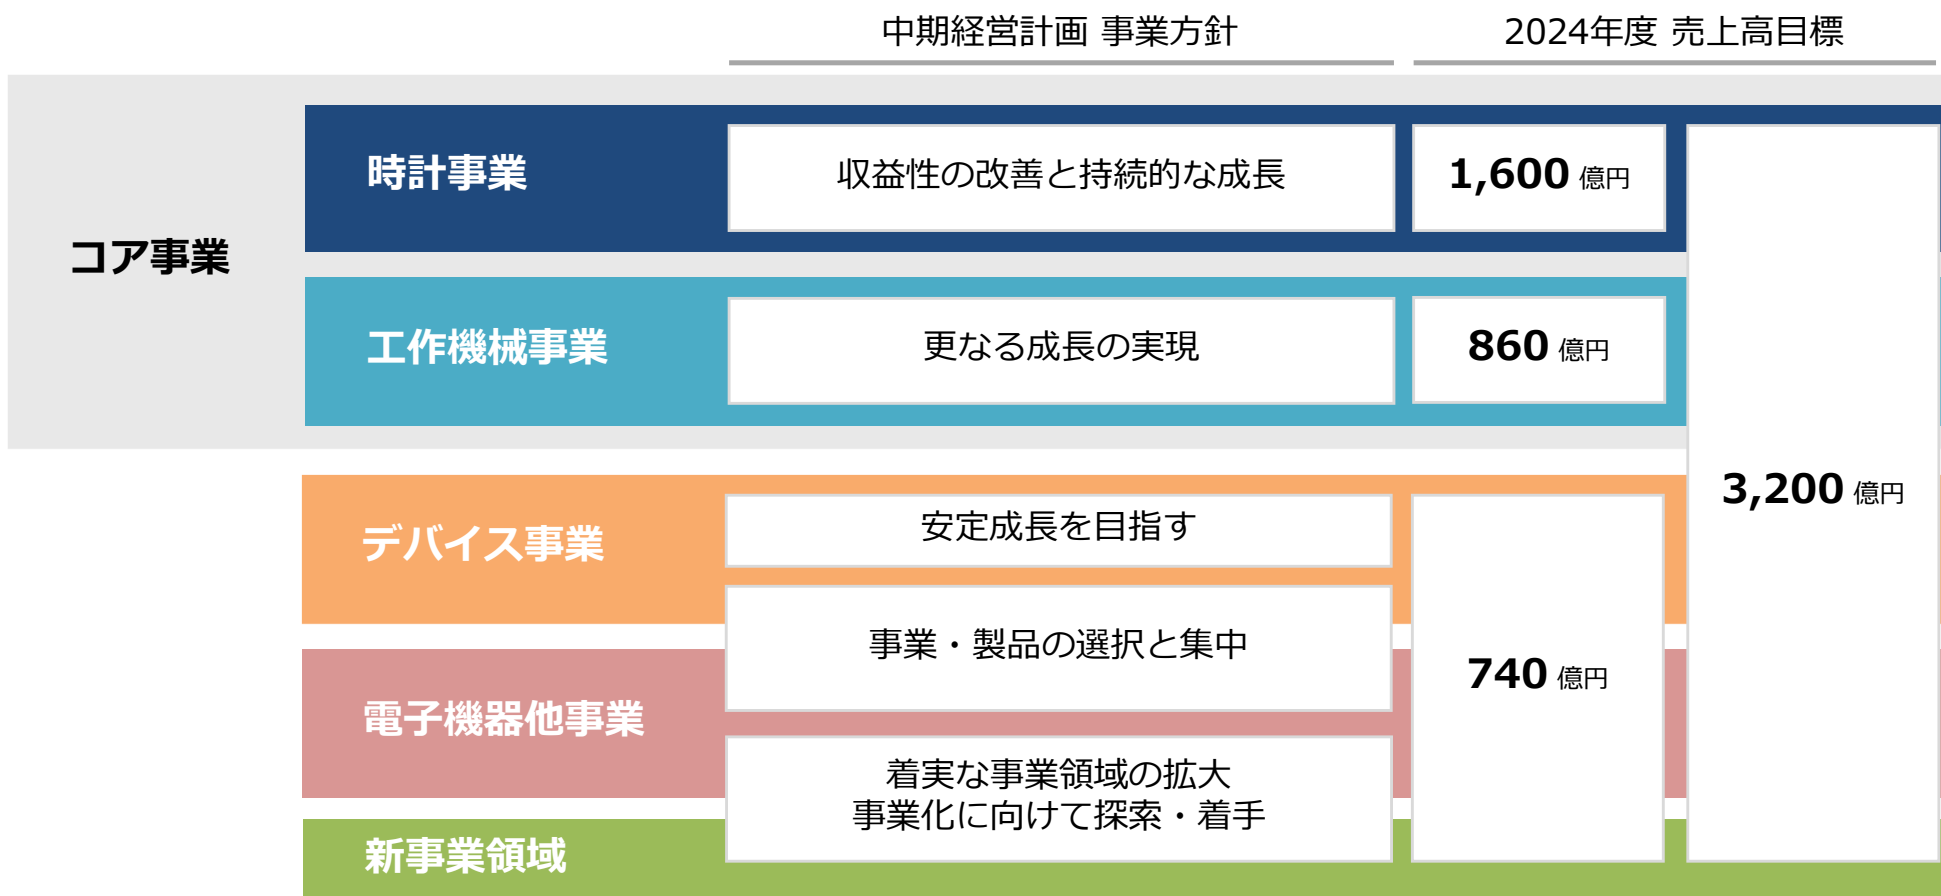 中期経営計画 事業方針
2024年度 売上高目標
コア事業
時計事業
収益性の改善と持続的な成長
1,600 億円
工作機械事業
更なる成長の実現
860 億円
3,200 億円
デバイス事業
安定成長を目指す
事業・製品の選択と集中
740 億円
電子機器他事業
着実な事業領域の拡大
事業化に向けて探索・着手
新事業領域